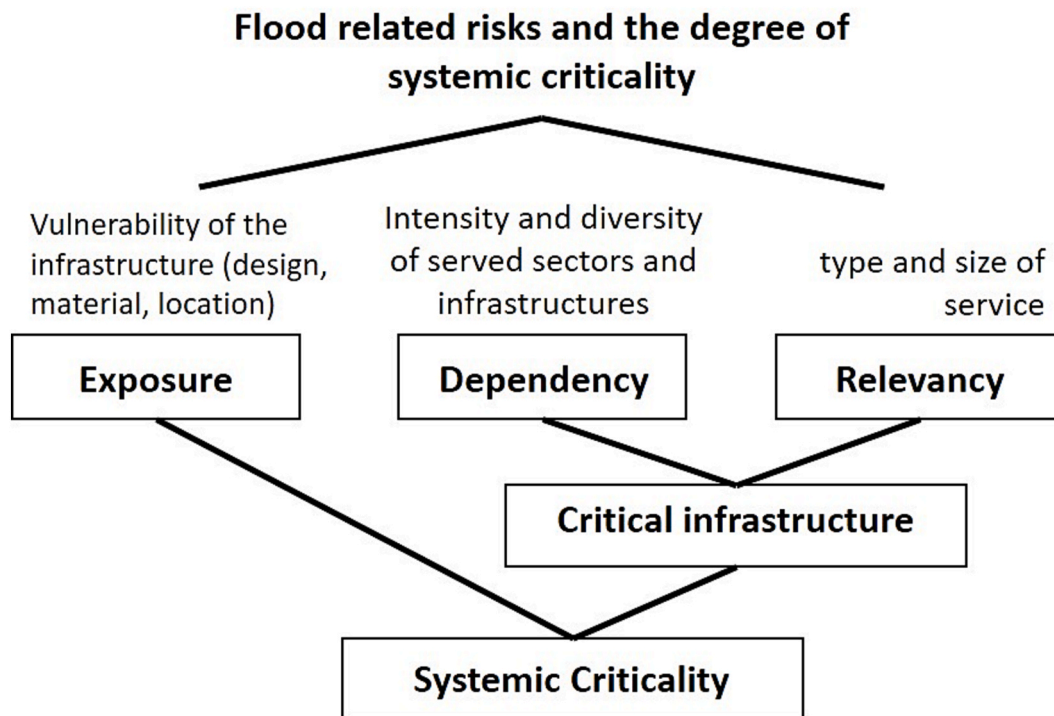 Flood related risks and the degree of
systemic criticality
Vulnerability of the
infrastructure (design,
material, location)
Intensity and diversity
of served sectors and
infrastructures
type and size of
service
Exposure
Dependency
Relevancy
Critical infrastructure
Systemic Criticality